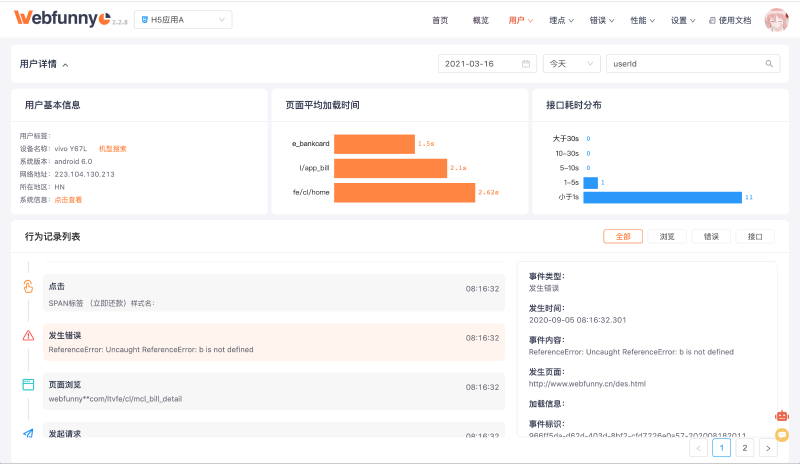 Webfunny 2.2.8 H5应用A 首页 概览 用户 埋点 错误 性能 设置 使用文档
用户详情 2021-03-16 今天 userId
用户基本信息
用户标签：
设备名称： vivo Y67L 机型搜索
系统版本： android 6.0
网络地址： 223.104.130.213
所在地区： HN
系统信息： 点击查看
页面平均加载时间
e_bankcard 1.5s
l/app_bill 2.1s
fe/cl/home 2.62s
接口耗时分布
大于30s 0
10–30s 0
5–10s 0
1–5s 1
小于1s 11
行为记录列表 全部 浏览 错误 接口
点击 08:16:32
SPAN标签 （立即还款）样式名：
发生错误 08:16:32
ReferenceError: Uncaught ReferenceError: b is not defined
页面浏览 08:16:32
webfunny**com/ltvfe/cl/mcl_bill_detail
发起请求 08:16:32
事件类型：
发生错误
发生时间：
2020-09-05 08:16:32.301
事件内容：
ReferenceError: Uncaught ReferenceError: b is not defined
发生页面：
http://www.webfunny.cn/des.html
加载信息：
事件标识：
966ff5da-d62d-403d-8bf2-cfd7226e0a57-202008182011
< 1 2 >